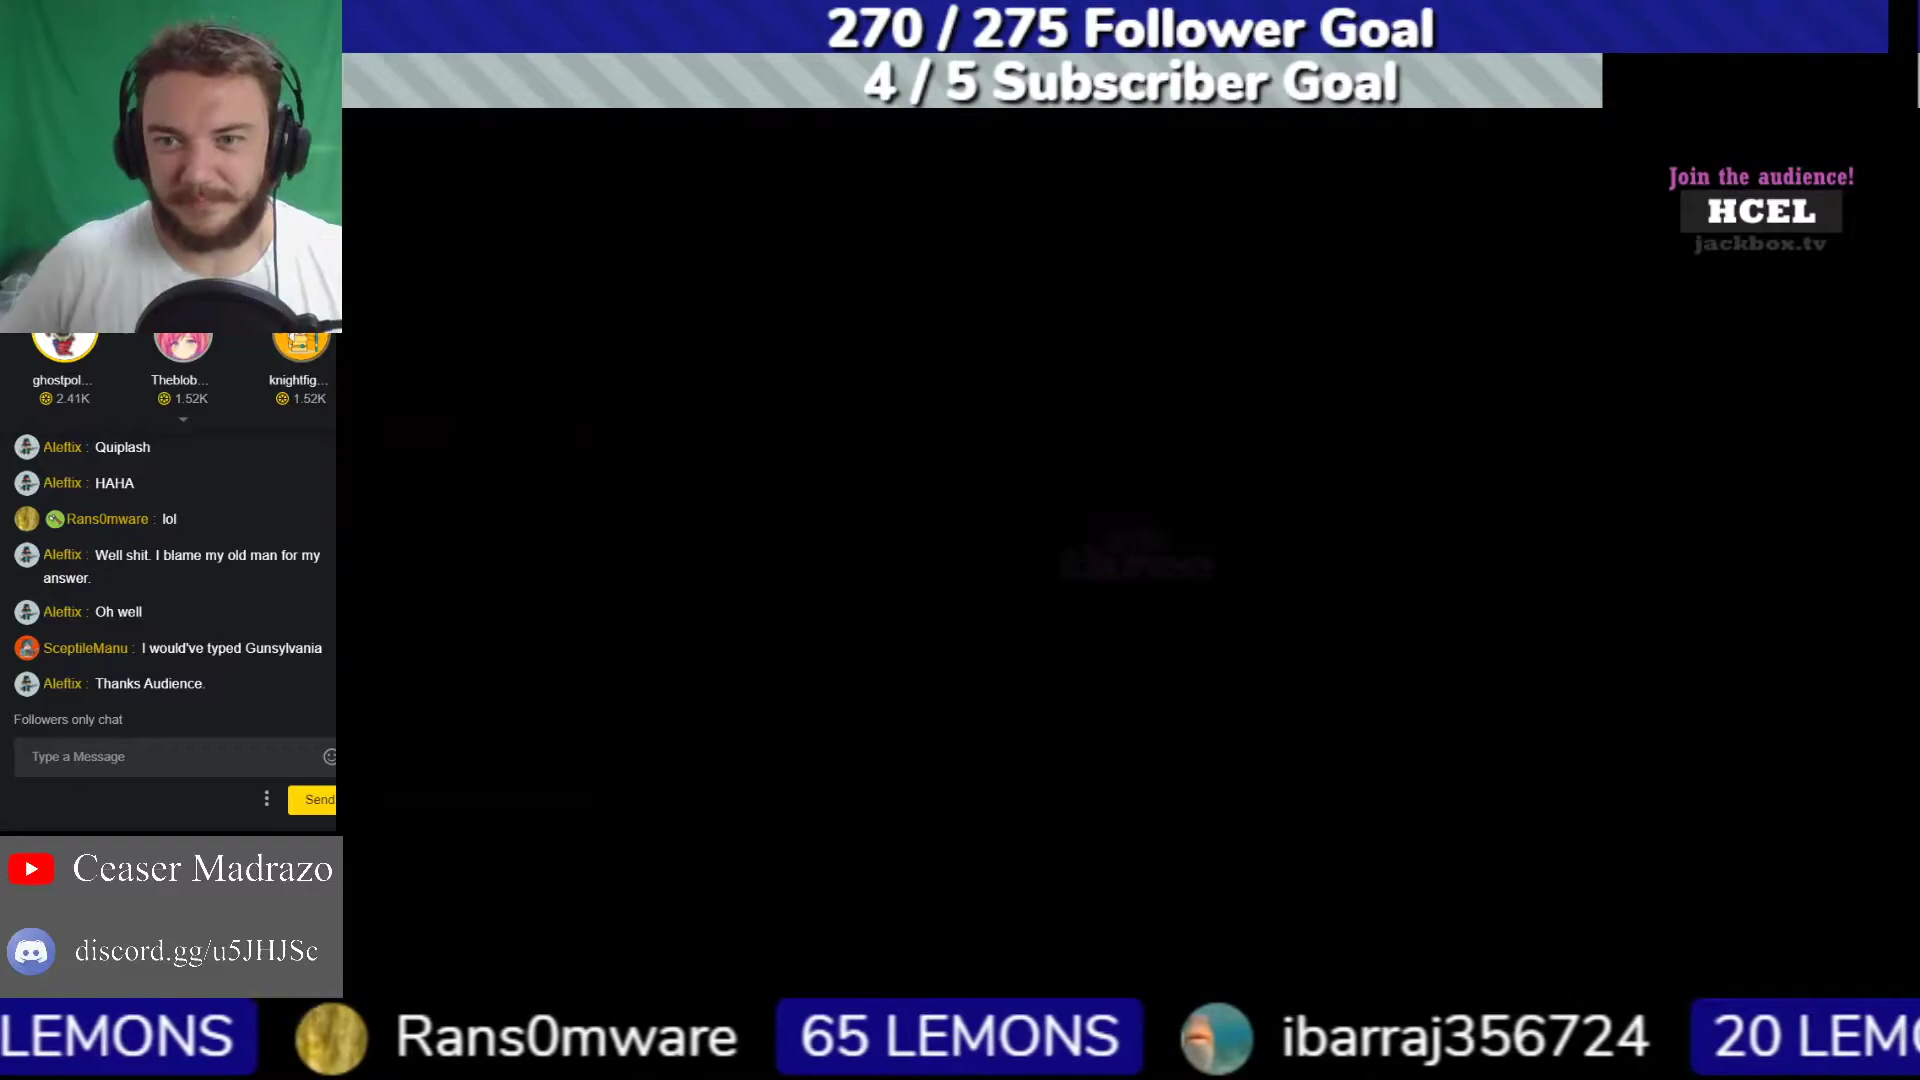 270 / 275 Follower Goal
4 / 5 Subscriber Goal
Join the audience!
HCEL
jackbox.tv
ghostpol... Theblob... knightfig...
2.41K 1.52K 1.52K
Aleftix : Quiplash
Aleftix : HAHA
Rans0mware : lol
Aleftix : Well shit. I blame my old man for my
answer.
Aleftix : Oh well
SceptileManu : I would've typed Gunsylvania
Aleftix : Thanks Audience.
Followers only chat
Type a Message
Send
Ceaser Madrazo
discord.gg/u5JHJSc
LEMONS Rans0mware 65 LEMONS ibarraj356724 20 LEMO